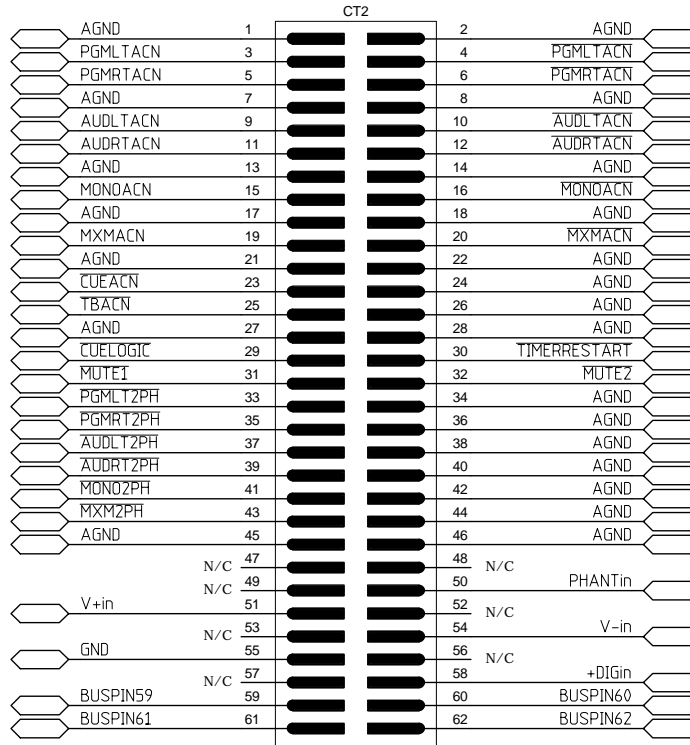 CT2
AGND 1 2 AGND
PGMLTACN 3 4 PGMLTACN
PGMRTACN 5 6 PGMRTACN
AGND 7 8 AGND
AUDLTACN 9 10 AUDLTACN
AUDRTACN 11 12 AUDRTACN
AGND 13 14 AGND
MONOACN 15 16 MONOACN
AGND 17 18 AGND
MXMACN 19 20 MXMACN
AGND 21 22 AGND
CUEACN 23 24 AGND
TBACN 25 26 AGND
AGND 27 28 AGND
CUELOGIC 29 30 TIMERRESTART
MUTE1 31 32 MUTE2
PGMLT2PH 33 34 AGND
PGMRT2PH 35 36 AGND
AUDLT2PH 37 38 AGND
AUDRT2PH 39 40 AGND
MONO2PH 41 42 AGND
MXM2PH 43 44 AGND
AGND 45 46 AGND
N/C 47 48 N/C
N/C 49 50 PHANTin
V+in 51 52 N/C
N/C 53 54 V-in
GND 55 56 N/C
N/C 57 58 +DIGin
BUSPIN59 59 60 BUSPIN60
BUSPIN61 61 62 BUSPIN62